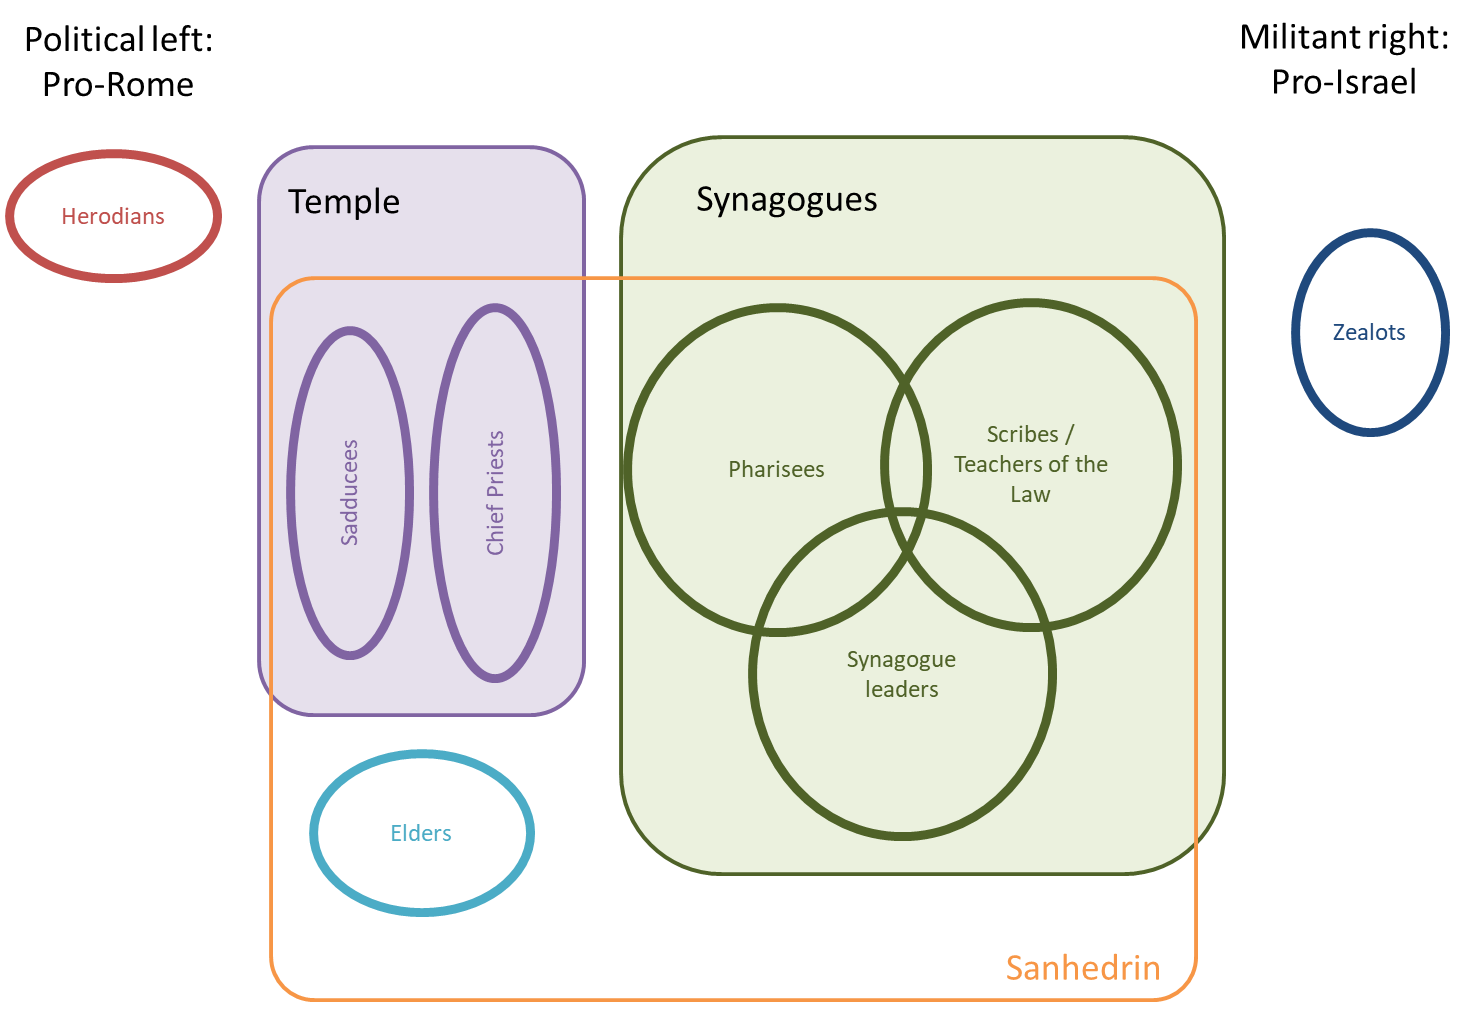 Political left:
Pro-Rome
Militant right:
Pro-Israel
Herodians
Temple
Synagogues
Zealots
Sadducees
Chief Priests
Pharisees
Scribes /
Teachers of the
Law
Synagogue
leaders
Elders
Sanhedrin